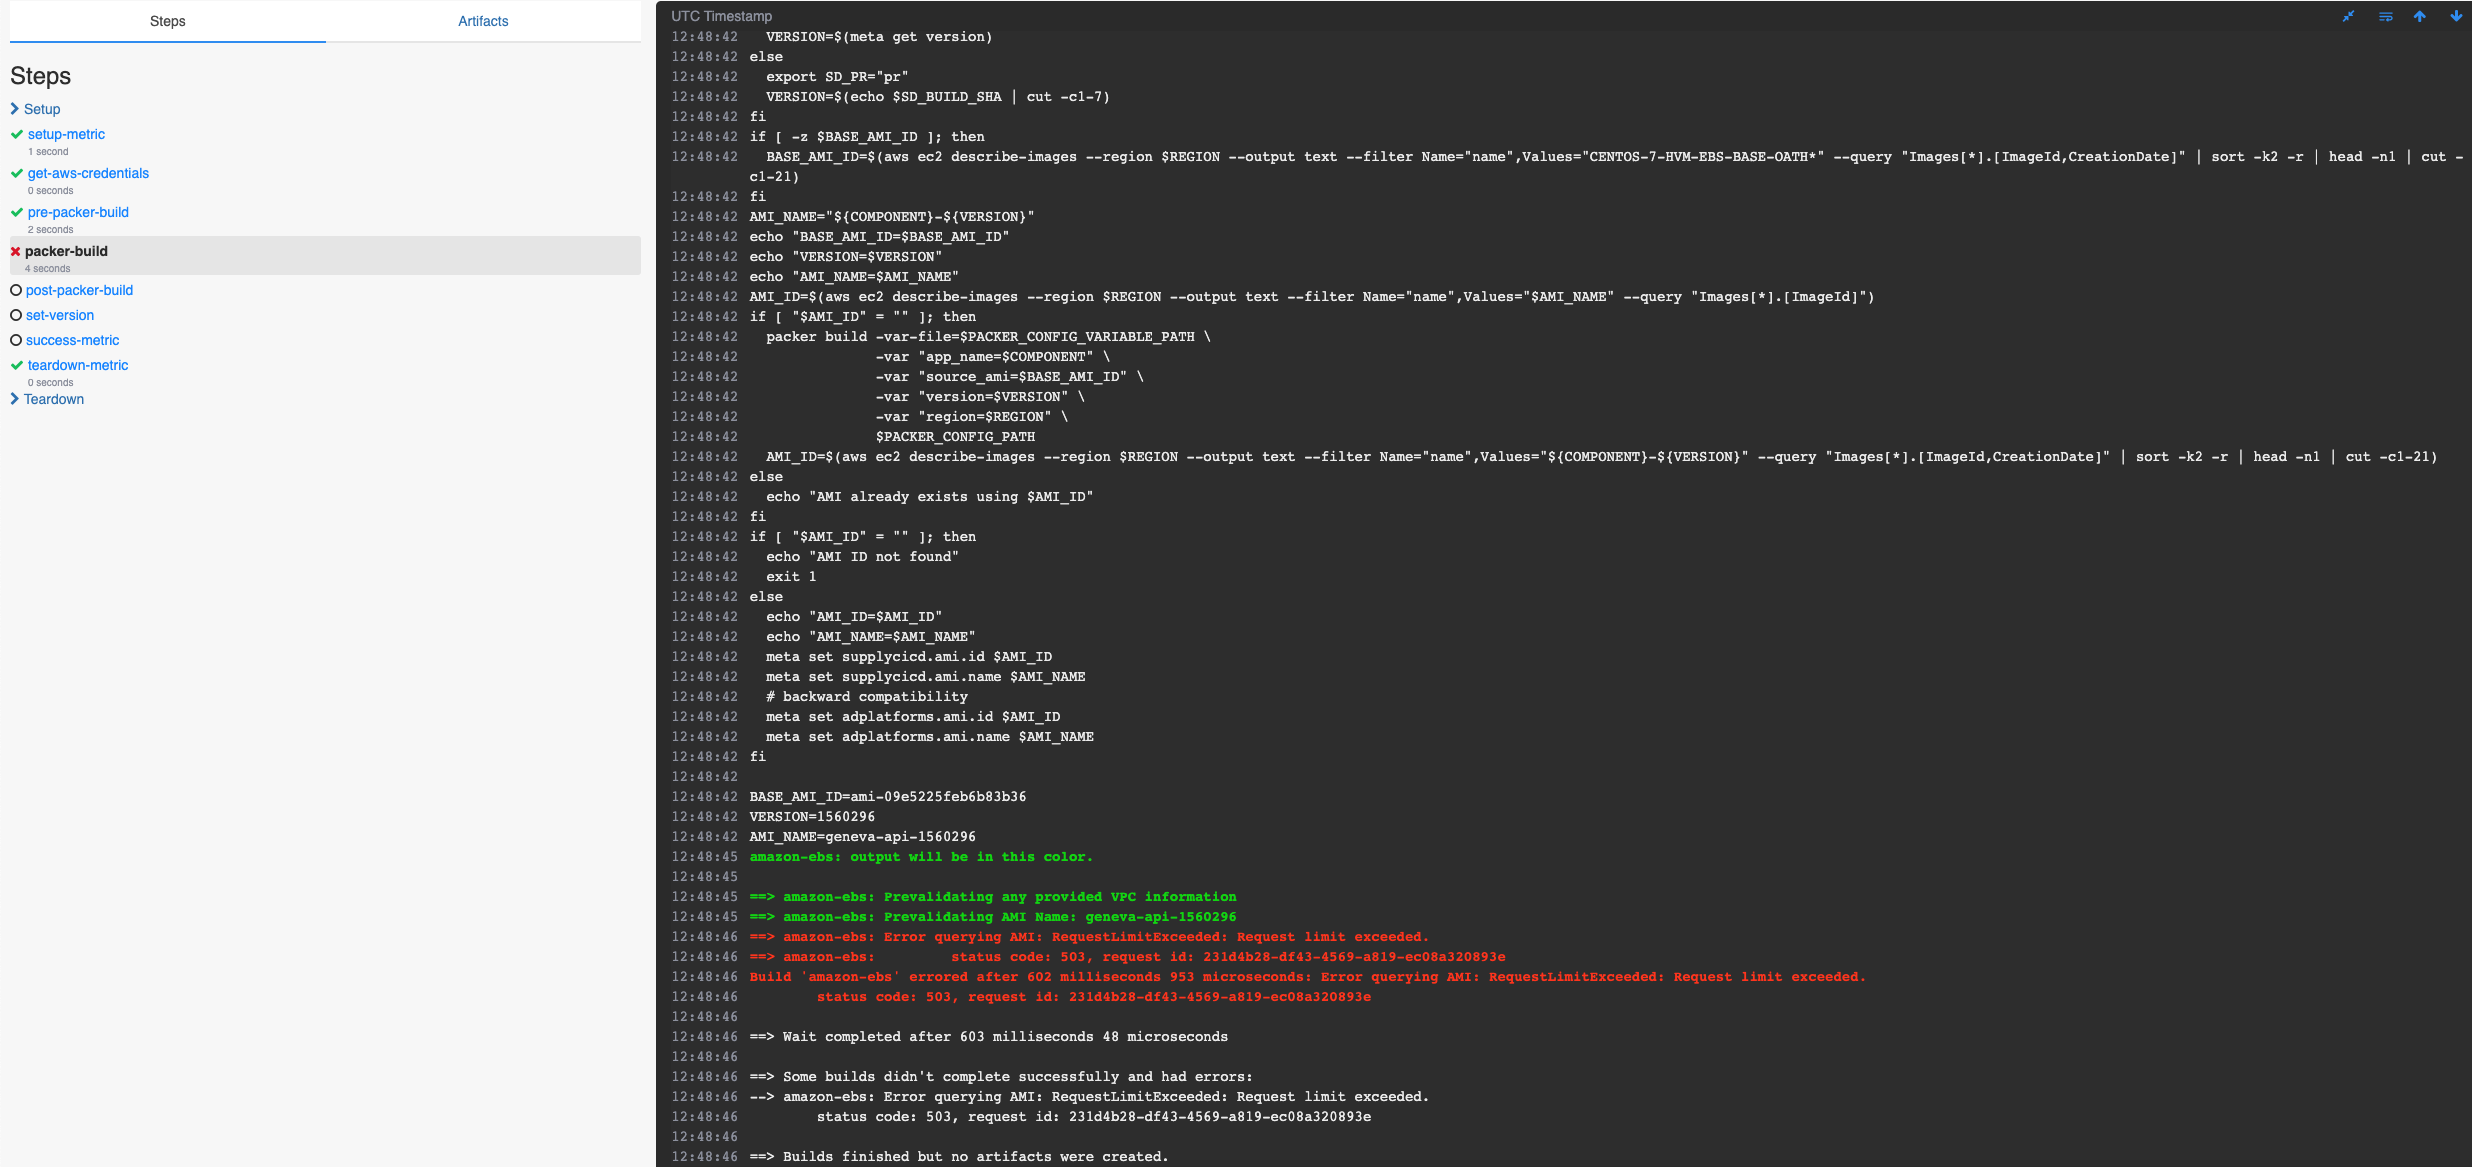 Steps
Artifacts
Steps
Setup
setup-metric
1 second
get-aws-credentials
0 seconds
pre-packer-build
2 seconds
packer-build
4 seconds
post-packer-build
set-version
success-metric
teardown-metric
0 seconds
Teardown
UTC Timestamp
12:48:42 VERSION=$(meta get version)
12:48:42 else
12:48:42 export SD_PR="pr"
12:48:42 VERSION=$(echo $SD_BUILD_SHA | cut -c1-7)
12:48:42 fi
12:48:42 if [ -z $BASE_AMI_ID ]; then
12:48:42 BASE_AMI_ID=$(aws ec2 describe-images --region $REGION --output text --filter Name="name",Values="CENTOS-7-HVM-EBS-BASE-OATH*" --query "Images[*].[ImageId,CreationDate]" | sort -k2 -r | head -n1 | cut -
c1-21)
12:48:42 fi
12:48:42 AMI_NAME="${COMPONENT}-${VERSION}"
12:48:42 echo "BASE_AMI_ID=$BASE_AMI_ID"
12:48:42 echo "VERSION=$VERSION"
12:48:42 echo "AMI_NAME=$AMI_NAME"
12:48:42 AMI_ID=$(aws ec2 describe-images --region $REGION --output text --filter Name="name",Values="$AMI_NAME" --query "Images[*].[ImageId]")
12:48:42 if [ "$AMI_ID" = "" ]; then
12:48:42 packer build -var-file=$PACKER_CONFIG_VARIABLE_PATH \
12:48:42 -var "app_name=$COMPONENT" \
12:48:42 -var "source_ami=$BASE_AMI_ID" \
12:48:42 -var "version=$VERSION" \
12:48:42 -var "region=$REGION" \
12:48:42 $PACKER_CONFIG_PATH
12:48:42 AMI_ID=$(aws ec2 describe-images --region $REGION --output text --filter Name="name",Values="${COMPONENT}-${VERSION}" --query "Images[*].[ImageId,CreationDate]" | sort -k2 -r | head -n1 | cut -c1-21)
12:48:42 else
12:48:42 echo "AMI already exists using $AMI_ID"
12:48:42 fi
12:48:42 if [ "$AMI_ID" = "" ]; then
12:48:42 echo "AMI ID not found"
12:48:42 exit 1
12:48:42 else
12:48:42 echo "AMI_ID=$AMI_ID"
12:48:42 echo "AMI_NAME=$AMI_NAME"
12:48:42 meta set supplycicd.ami.id $AMI_ID
12:48:42 meta set supplycicd.ami.name $AMI_NAME
12:48:42 # backward compatibility
12:48:42 meta set adplatforms.ami.id $AMI_ID
12:48:42 meta set adplatforms.ami.name $AMI_NAME
12:48:42 fi
12:48:42
12:48:42 BASE_AMI_ID=ami-09e5225feb6b83b36
12:48:42 VERSION=1560296
12:48:42 AMI_NAME=geneva-api-1560296
12:48:45 amazon-ebs: output will be in this color.
12:48:45
12:48:45 ==> amazon-ebs: Prevalidating any provided VPC information
12:48:45 ==> amazon-ebs: Prevalidating AMI Name: geneva-api-1560296
12:48:46 ==> amazon-ebs: Error querying AMI: RequestLimitExceeded: Request limit exceeded.
12:48:46 ==> amazon-ebs: status code: 503, request id: 231d4b28-df43-4569-a819-ec08a320893e
12:48:46 Build 'amazon-ebs' errored after 602 milliseconds 953 microseconds: Error querying AMI: RequestLimitExceeded: Request limit exceeded.
12:48:46 status code: 503, request id: 231d4b28-df43-4569-a819-ec08a320893e
12:48:46
12:48:46 ==> Wait completed after 603 milliseconds 48 microseconds
12:48:46
12:48:46 ==> Some builds didn't complete successfully and had errors:
12:48:46 --> amazon-ebs: Error querying AMI: RequestLimitExceeded: Request limit exceeded.
12:48:46 status code: 503, request id: 231d4b28-df43-4569-a819-ec08a320893e
12:48:46
12:48:46 ==> Builds finished but no artifacts were created.